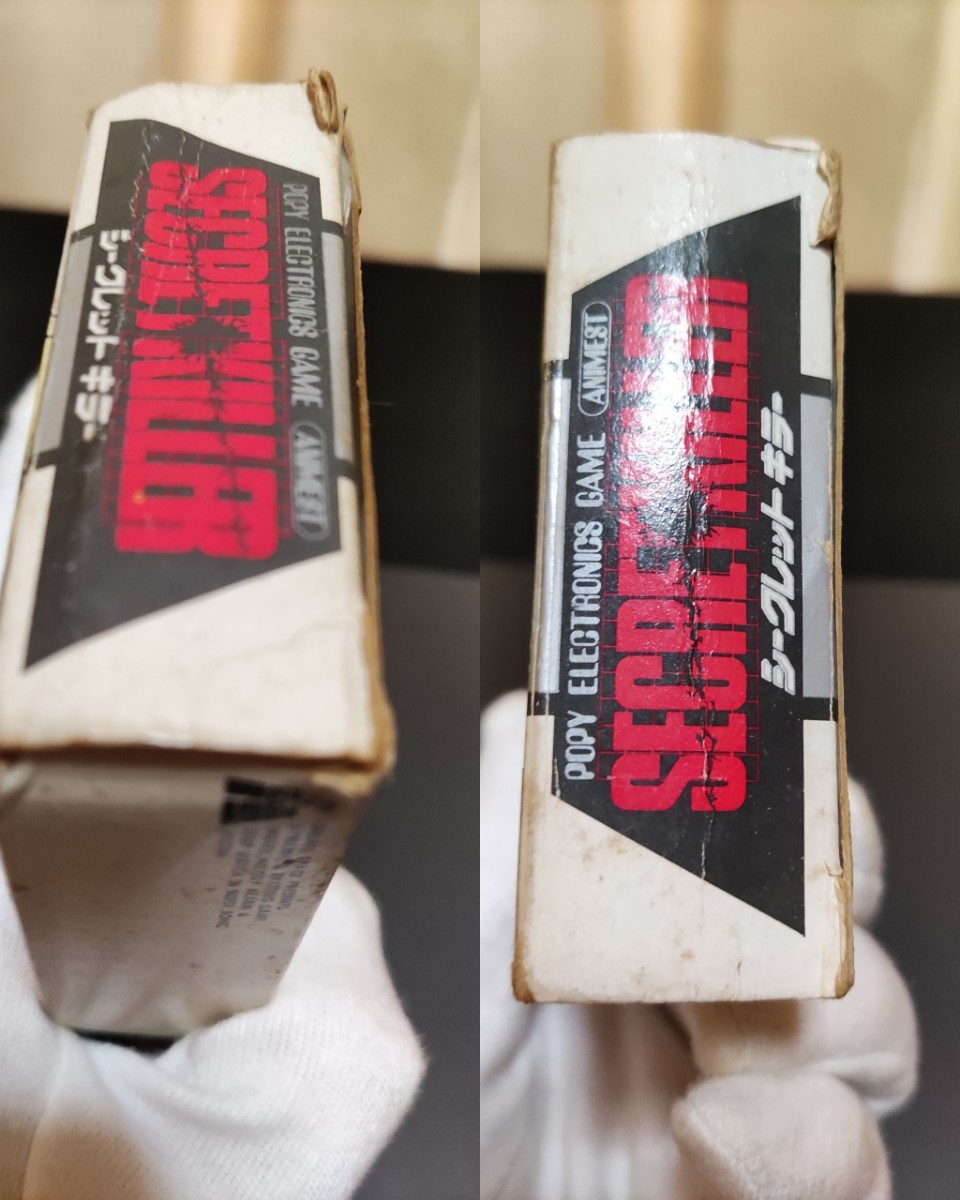 POPY ELECTRONICS GAME ANIMEST
SECRET KILLER
シークレットキラー
POPY ELECTRONICS GAME ANIMEST
SECRET KILLER
シークレットキラー